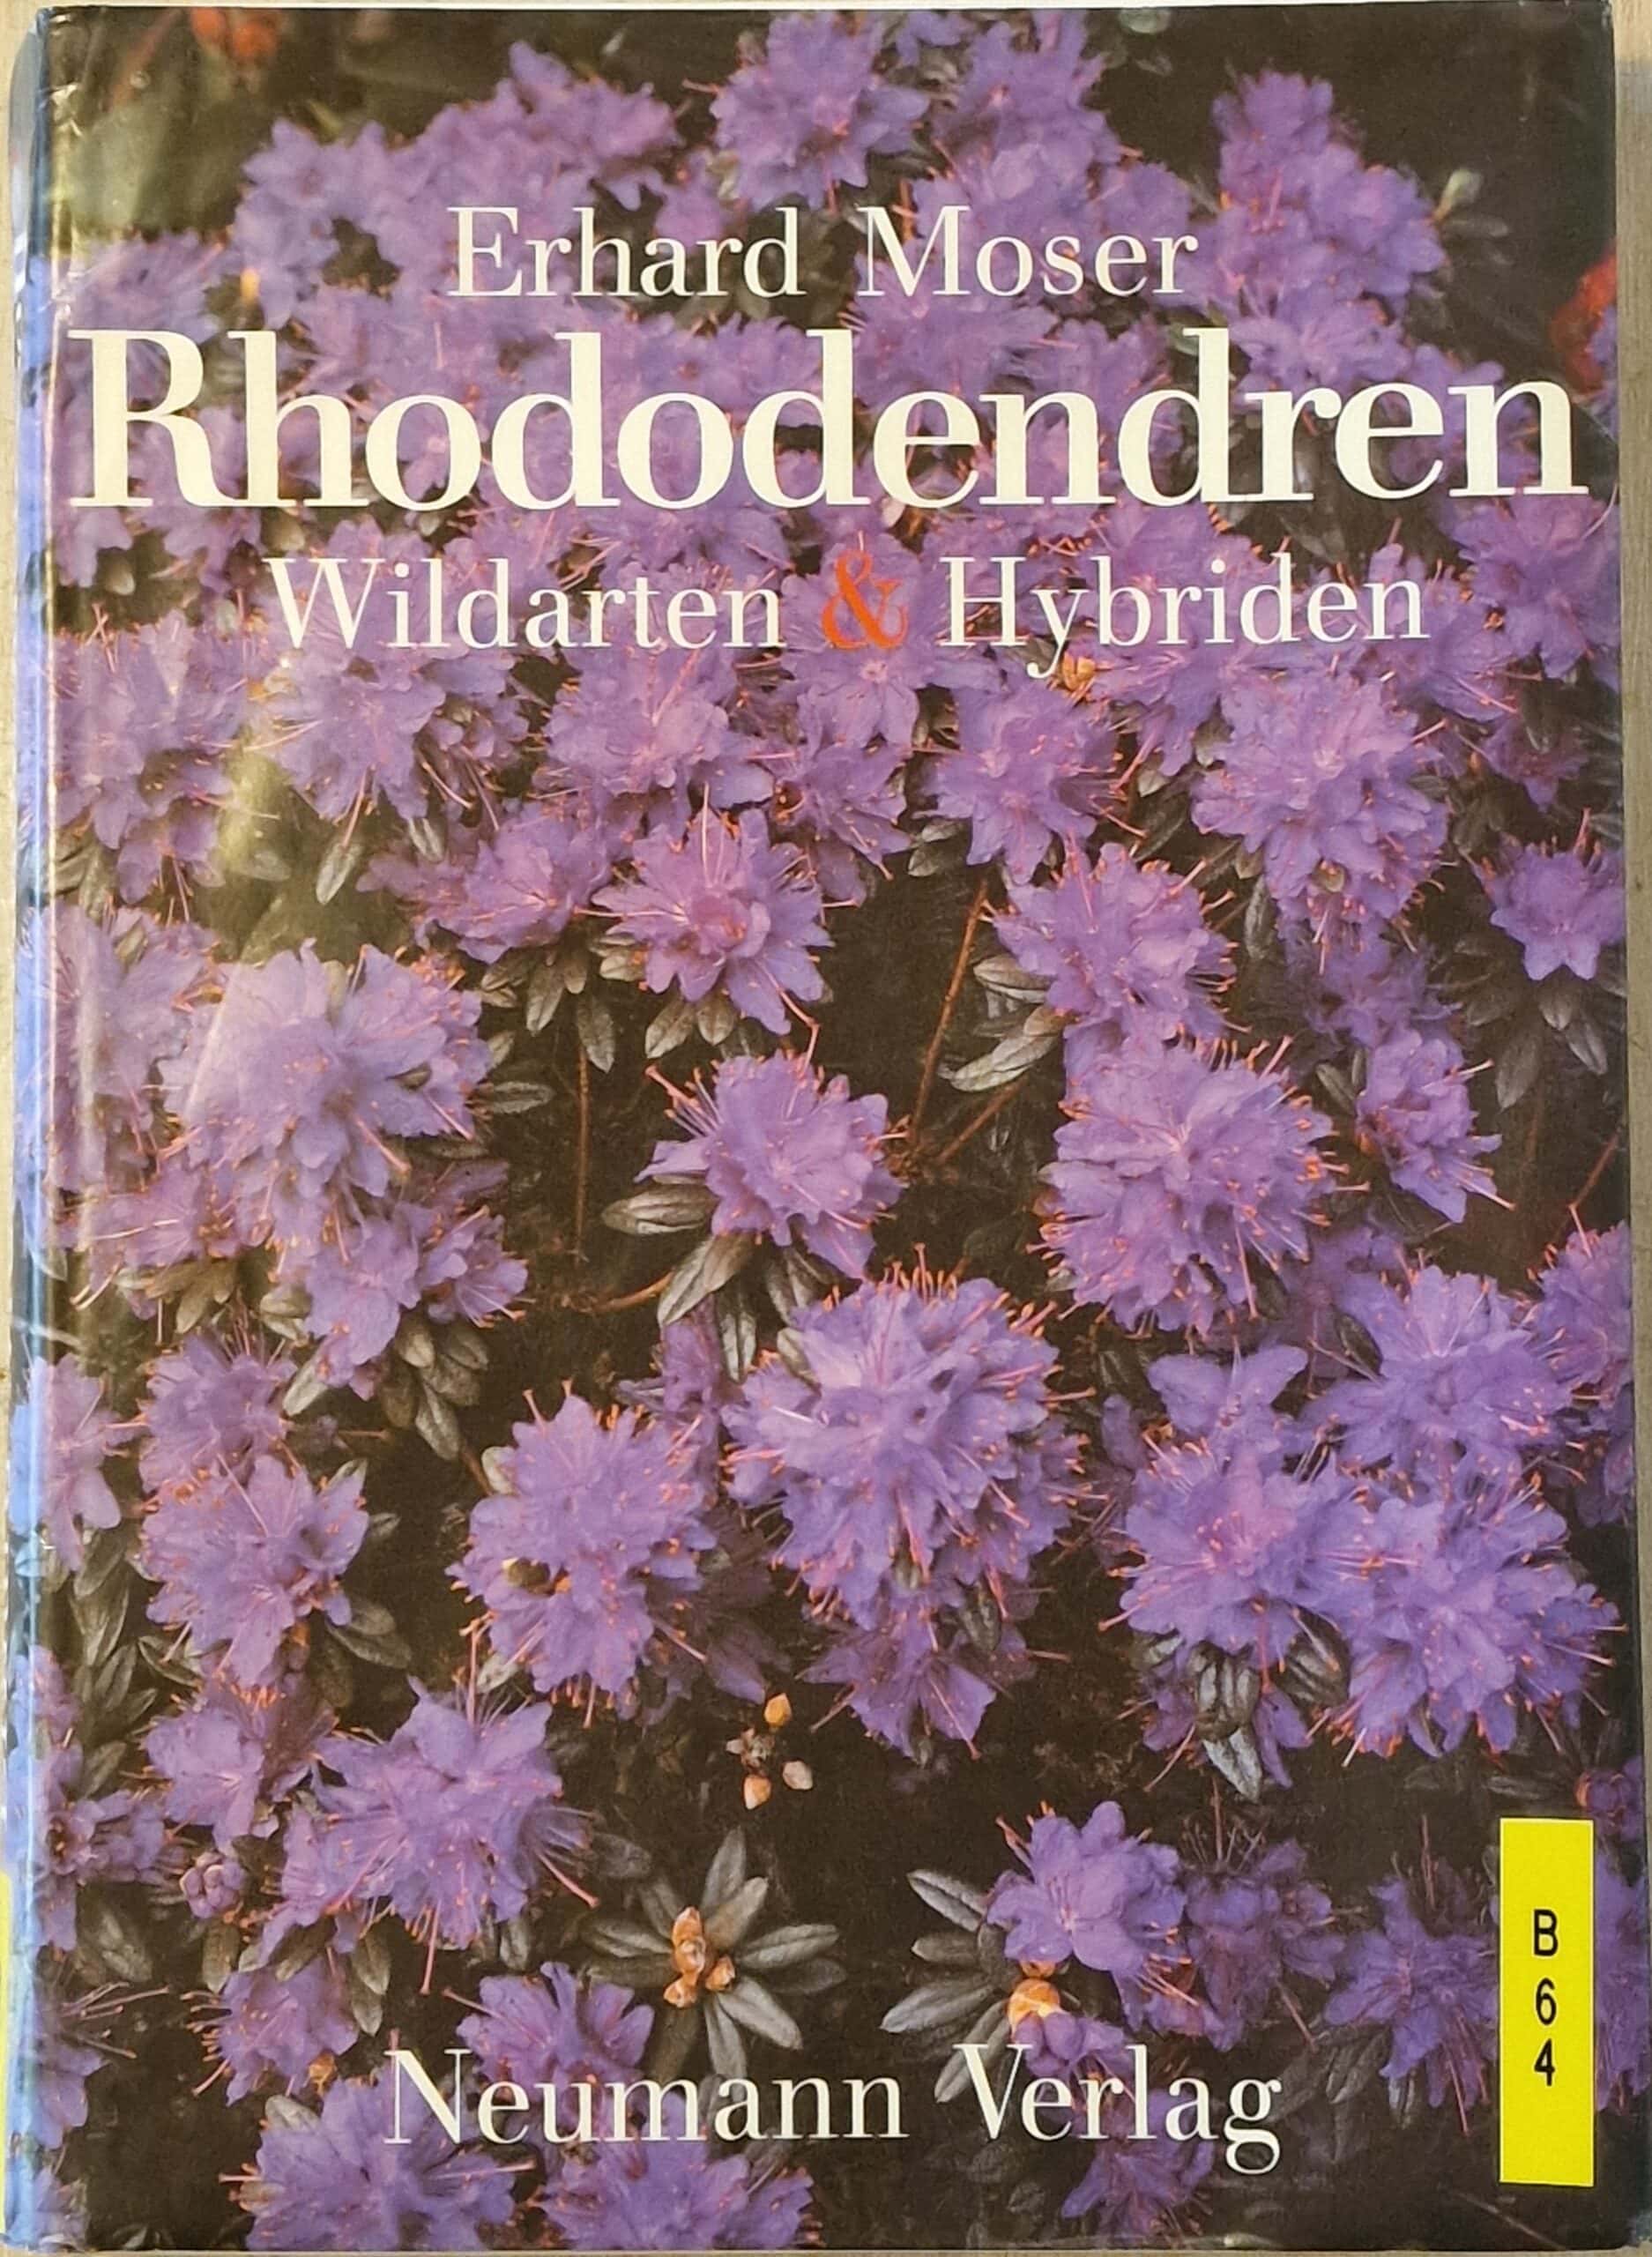 Erhard Moser
Rhododendren
Wildarten & Hybriden
B
6
4
Neumann Verlag